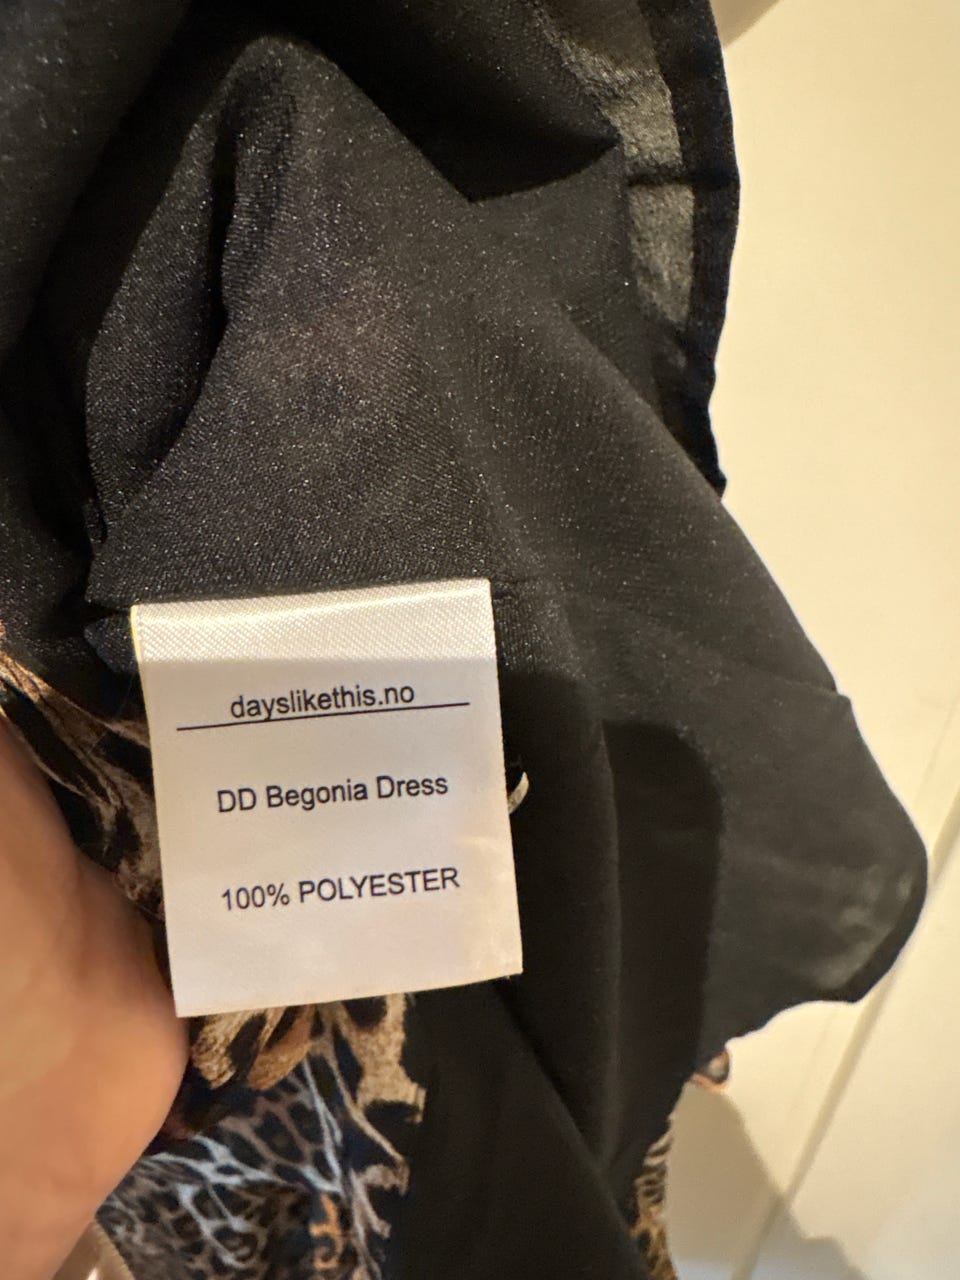 dayslikethis.no
DD Begonia Dress
100% POLYESTER